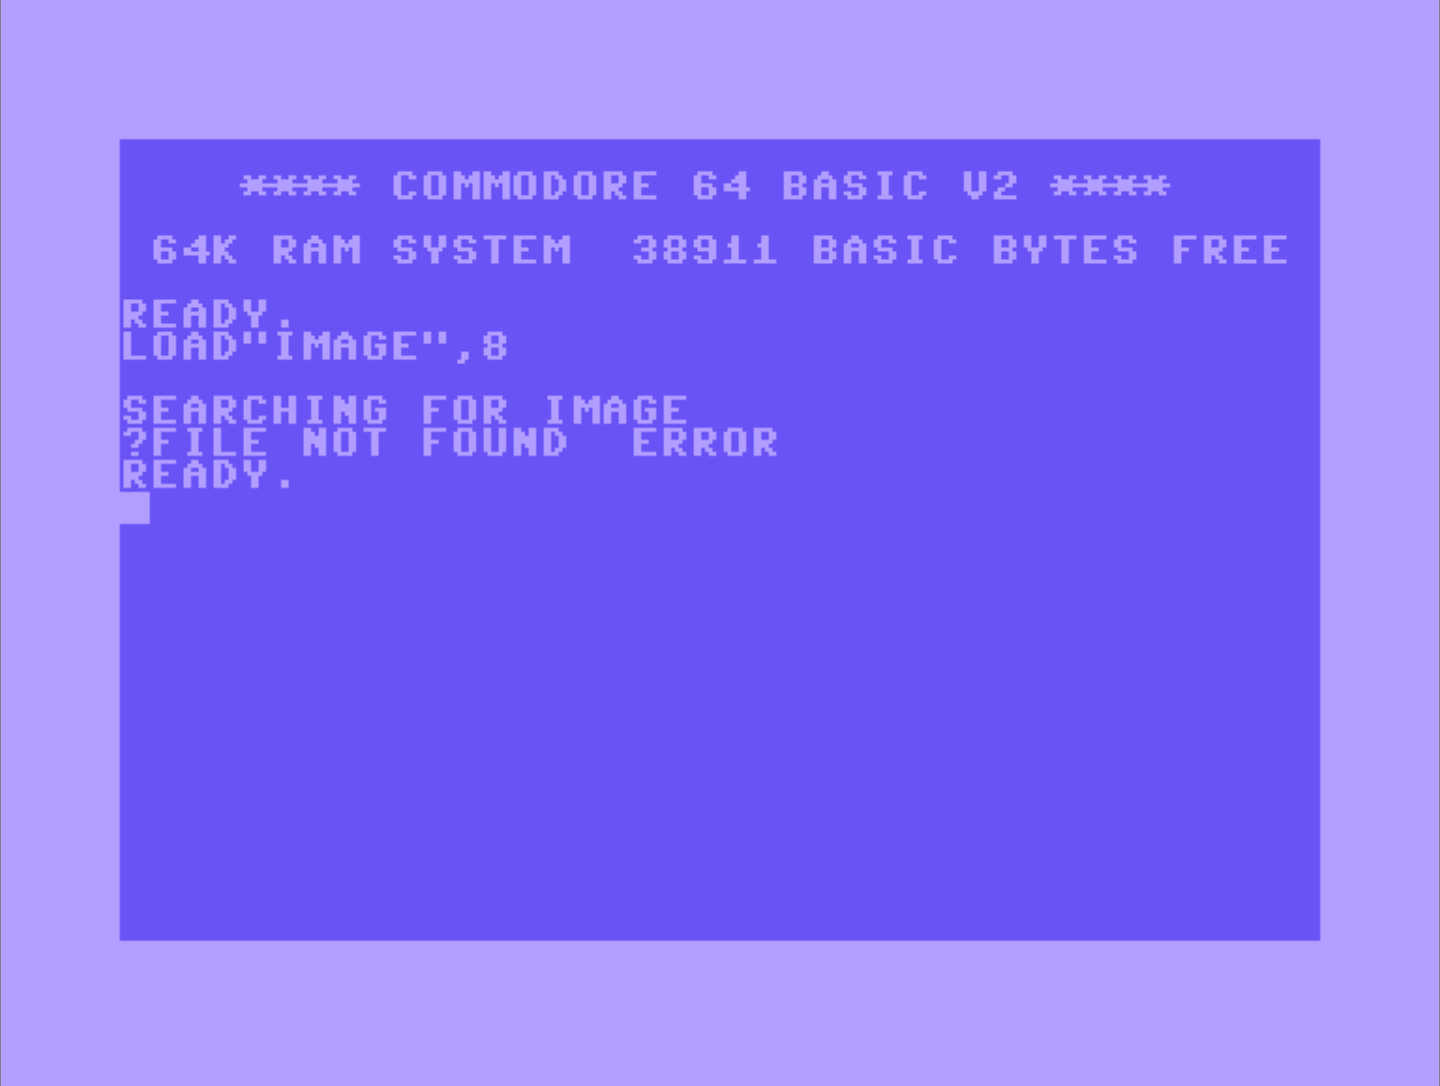 **** COMMODORE 64 BASIC V2 ****
64K RAM SYSTEM  38911 BASIC BYTES FREE
READY.
LOAD"IMAGE",8
SEARCHING FOR IMAGE
?FILE NOT FOUND  ERROR
READY.